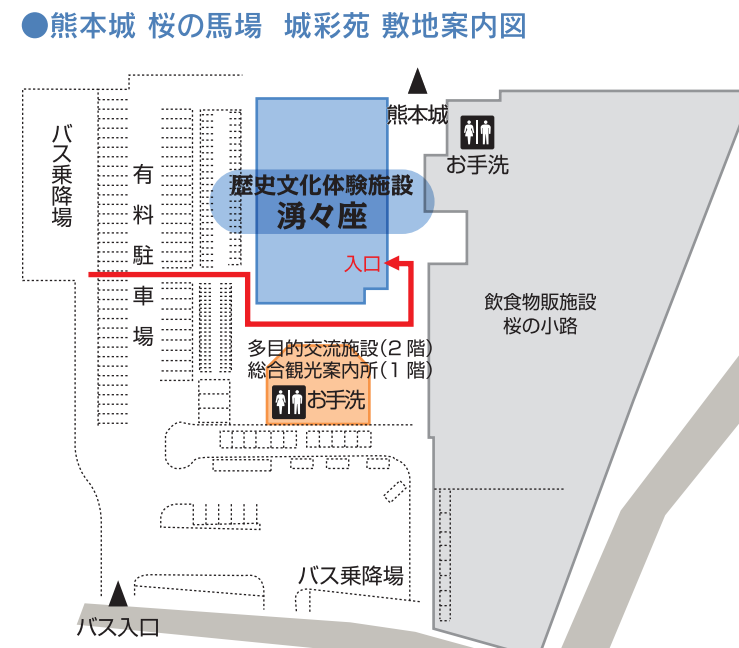 ●熊本城 桜の馬場 城彩苑 敷地案内図
熊本城
お手洗
バス乗降場
有料駐車場
歴史文化体験施設
湧々座
入口
飲食物販施設
桜の小路
多目的交流施設(2階)
総合観光案内所(1階)
お手洗
バス乗降場
バス入口